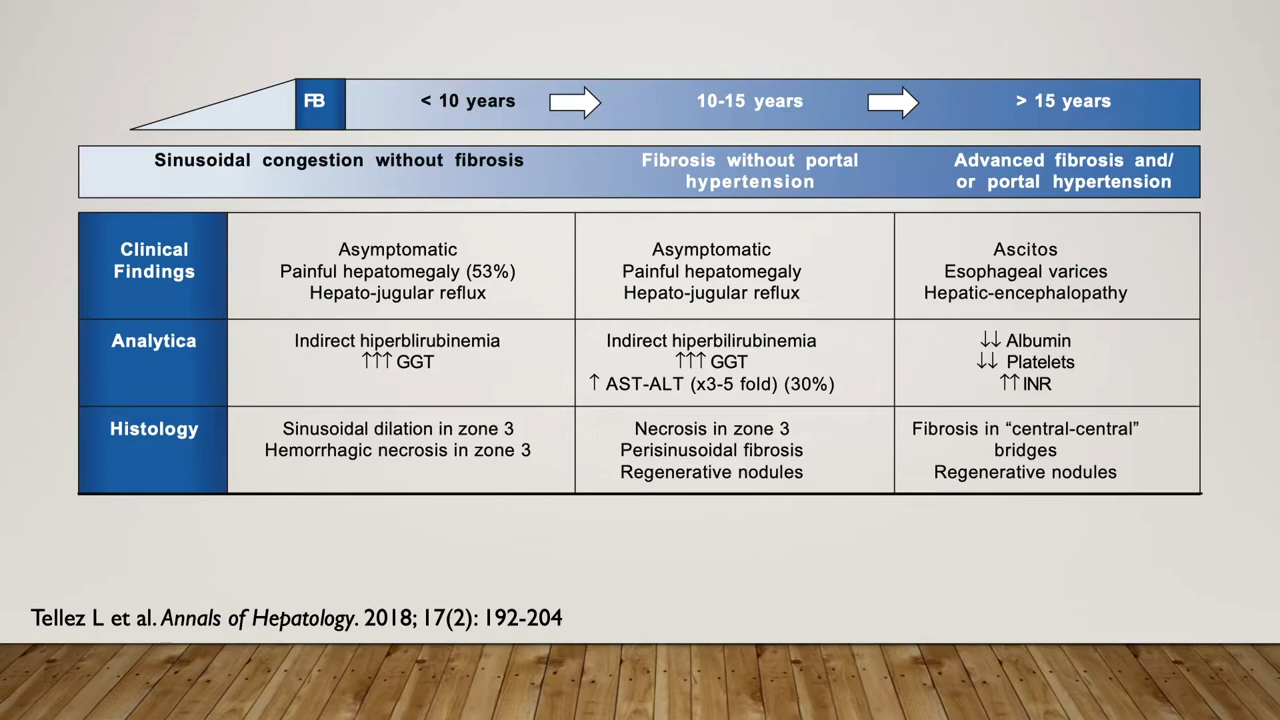 FB
< 10 years
10-15 years
> 15 years
Sinusoidal congestion without fibrosis
Fibrosis without portal
hypertension
Advanced fibrosis and/
or portal hypertension
Clinical
Findings
Asymptomatic
Painful hepatomegaly (53%)
Hepato-jugular reflux
Asymptomatic
Painful hepatomegaly
Hepato-jugular reflux
Ascitos
Esophageal varices
Hepatic-encephalopathy
Analytica
Indirect hiperblirubinemia
↑↑↑ GGT
Indirect hiperbilirubinemia
↑↑↑ GGT
↑ AST-ALT (x3-5 fold) (30%)
↓↓ Albumin
↓↓ Platelets
↑↑ INR
Histology
Sinusoidal dilation in zone 3
Hemorrhagic necrosis in zone 3
Necrosis in zone 3
Perisinusoidal fibrosis
Regenerative nodules
Fibrosis in “central-central”
bridges
Regenerative nodules
Tellez L et al. Annals of Hepatology. 2018; 17(2): 192-204